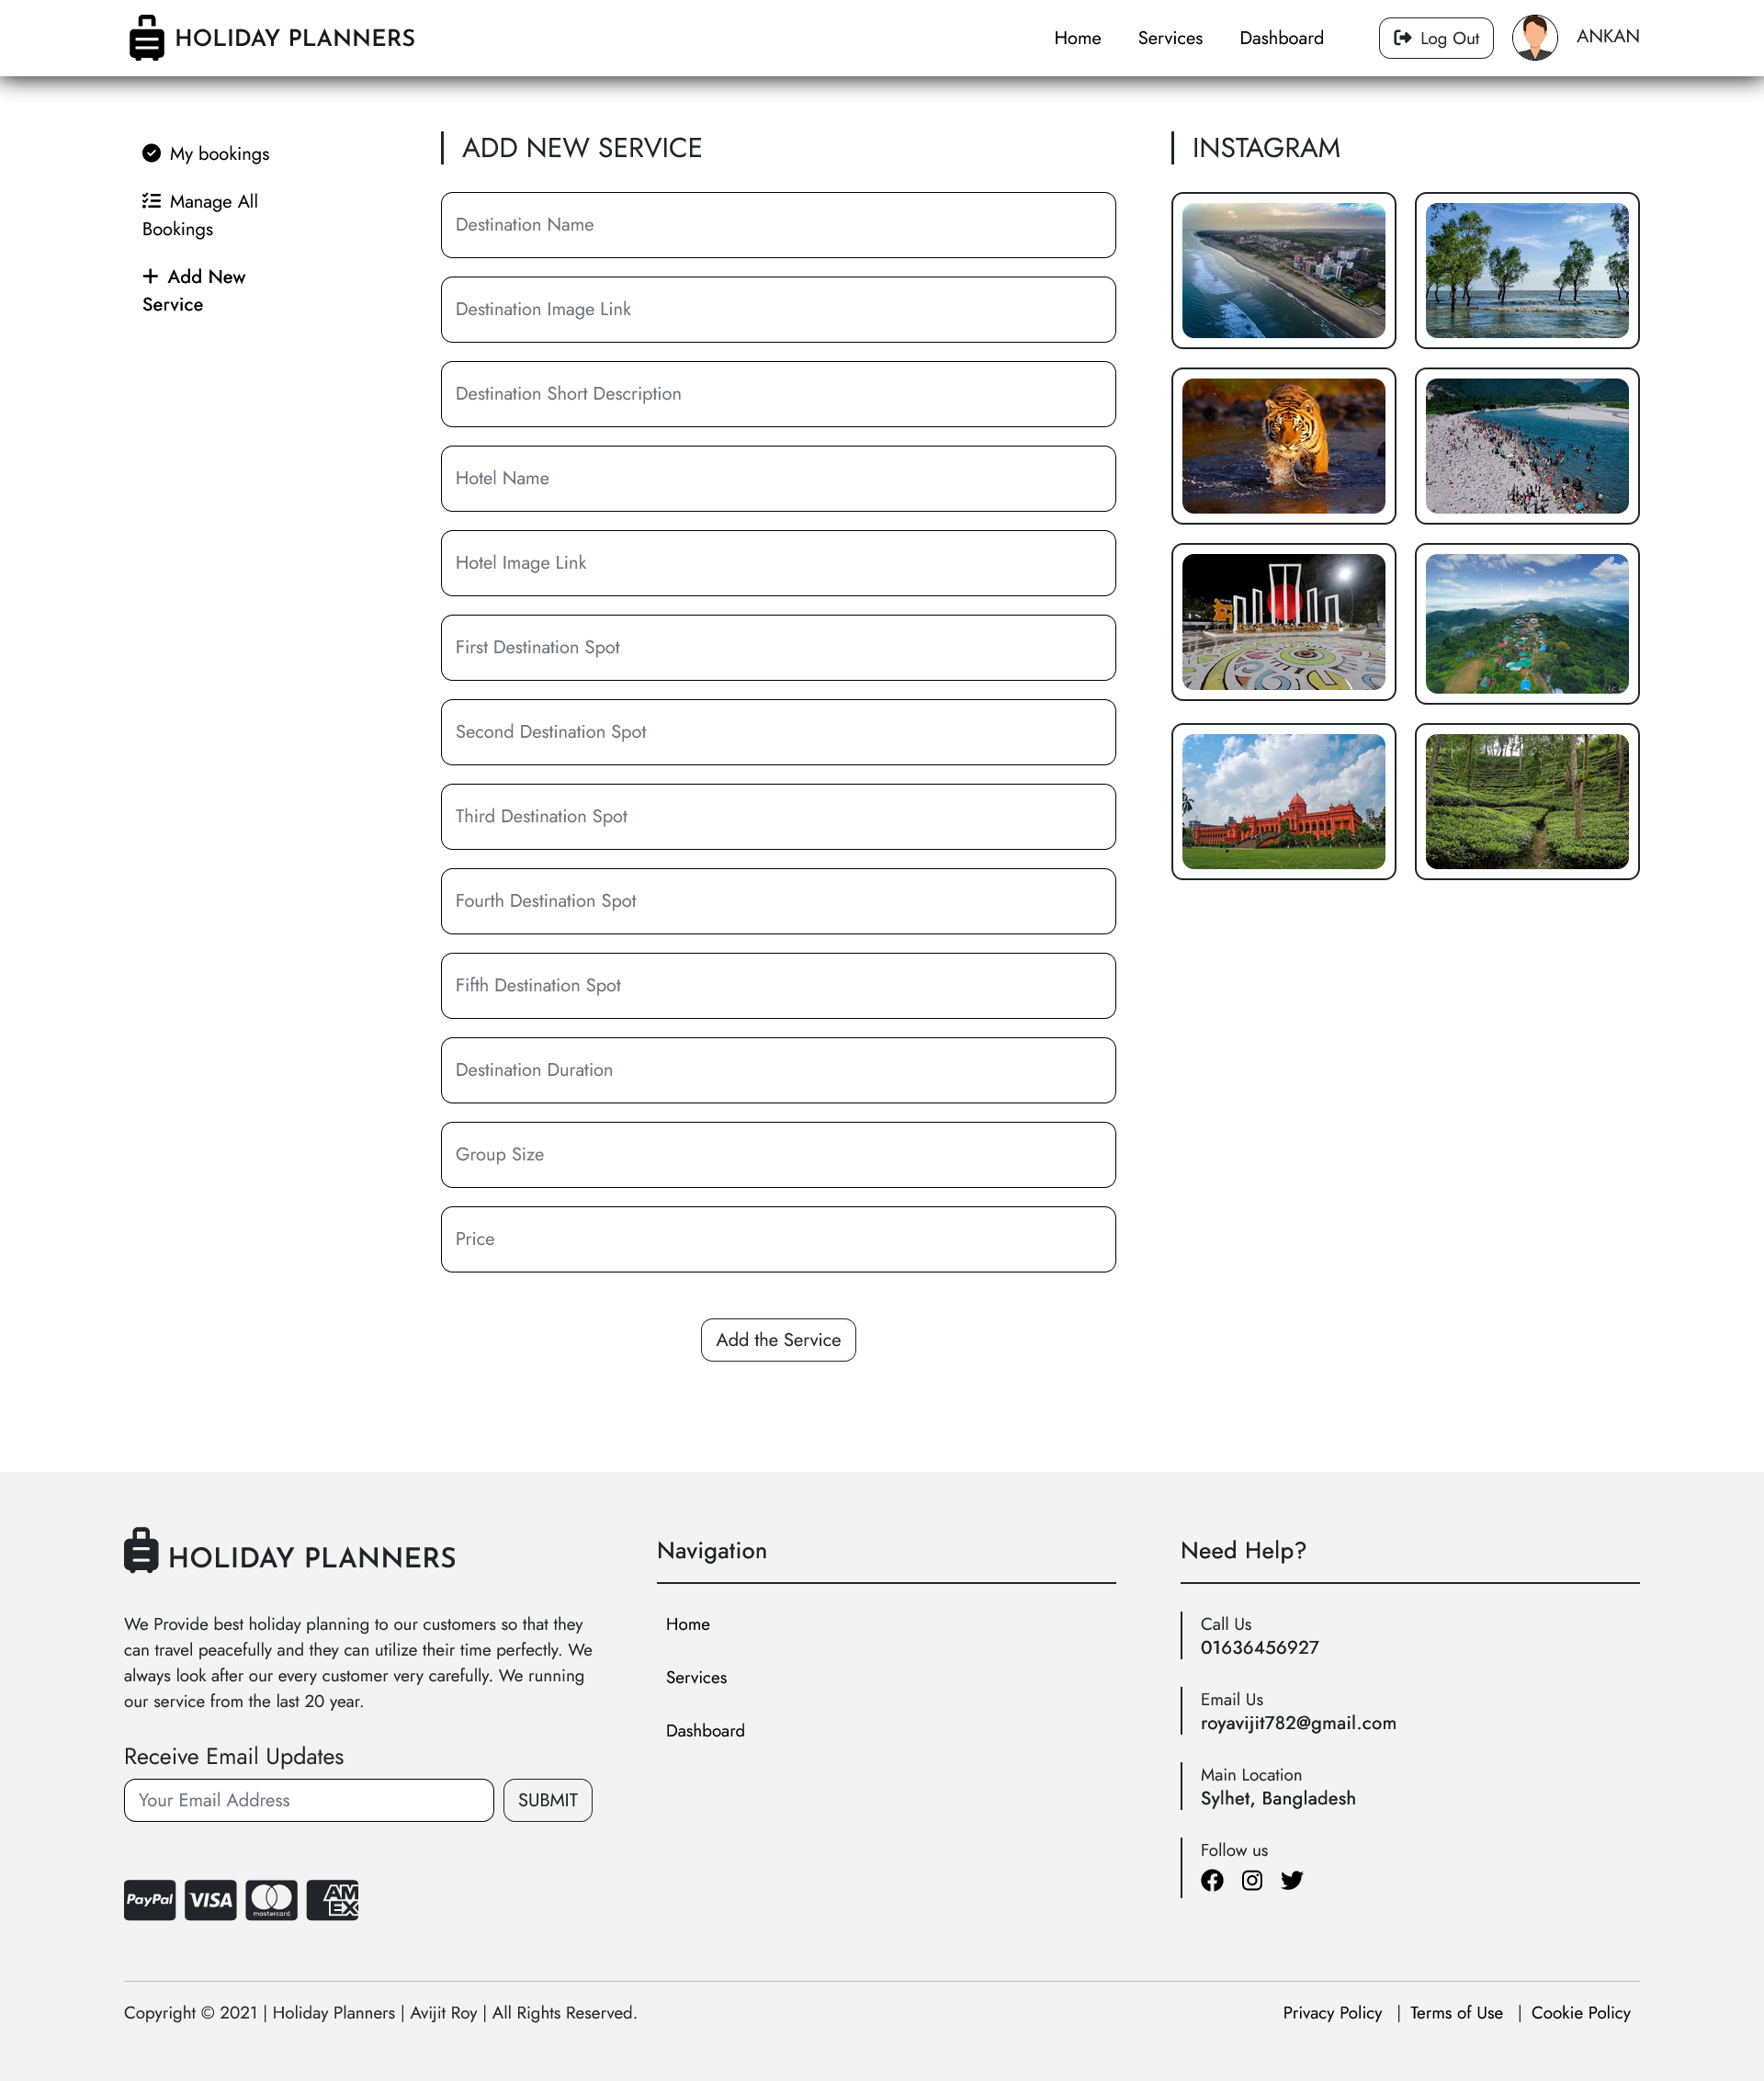 HOLIDAY PLANNERS
Home
Services
Dashboard
Log Out
ANKAN
My bookings
Manage All
Bookings
Add New
Service
ADD NEW SERVICE
Destination Name
Destination Image Link
Destination Short Description
Hotel Name
Hotel Image Link
First Destination Spot
Second Destination Spot
Third Destination Spot
Fourth Destination Spot
Fifth Destination Spot
Destination Duration
Group Size
Price
Add the Service
INSTAGRAM
HOLIDAY PLANNERS
We Provide best holiday planning to our customers so that they
can travel peacefully and they can utilize their time perfectly. We
always look after our every customer very carefully. We running
our service from the last 20 year.
Receive Email Updates
Your Email Address
SUBMIT
PayPal
VISA
mastercard
AM
EX
Navigation
Home
Services
Dashboard
Need Help?
Call Us
01636456927
Email Us
royavijit782@gmail.com
Main Location
Sylhet, Bangladesh
Follow us
Copyright © 2021 | Holiday Planners | Avijit Roy | All Rights Reserved.
Privacy Policy | Terms of Use | Cookie Policy